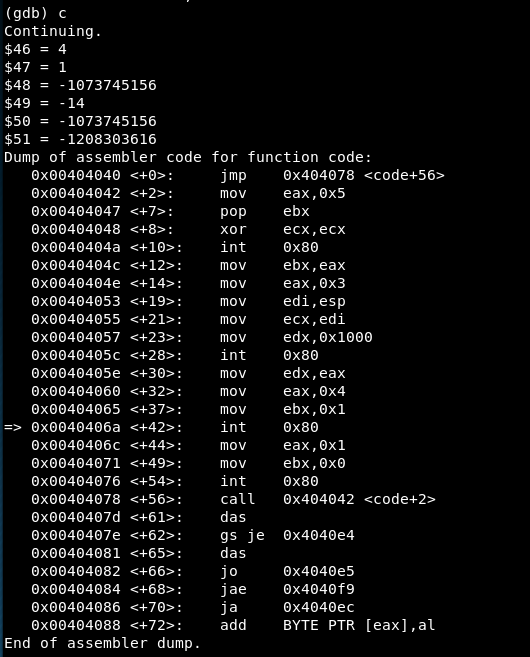 (gdb) c
Continuing.
$46 = 4
$47 = 1
$48 = -1073745156
$49 = -14
$50 = -1073745156
$51 = -1208303616
Dump of assembler code for function code:
   0x00404040 <+0>:     jmp    0x404078 <code+56>
   0x00404042 <+2>:     mov    eax,0x5
   0x00404047 <+7>:     pop    ebx
   0x00404048 <+8>:     xor    ecx,ecx
   0x0040404a <+10>:    int    0x80
   0x0040404c <+12>:    mov    ebx,eax
   0x0040404e <+14>:    mov    eax,0x3
   0x00404053 <+19>:    mov    edi,esp
   0x00404055 <+21>:    mov    ecx,edi
   0x00404057 <+23>:    mov    edx,0x1000
   0x0040405c <+28>:    int    0x80
   0x0040405e <+30>:    mov    edx,eax
   0x00404060 <+32>:    mov    eax,0x4
   0x00404065 <+37>:    mov    ebx,0x1
=> 0x0040406a <+42>:    int    0x80
   0x0040406c <+44>:    mov    eax,0x1
   0x00404071 <+49>:    mov    ebx,0x0
   0x00404076 <+54>:    int    0x80
   0x00404078 <+56>:    call   0x404042 <code+2>
   0x0040407d <+61>:    das
   0x0040407e <+62>:    gs je  0x4040e4
   0x00404081 <+65>:    das
   0x00404082 <+66>:    jo     0x4040e5
   0x00404084 <+68>:    jae    0x4040f9
   0x00404086 <+70>:    ja     0x4040ec
   0x00404088 <+72>:    add    BYTE PTR [eax],al
End of assembler dump.